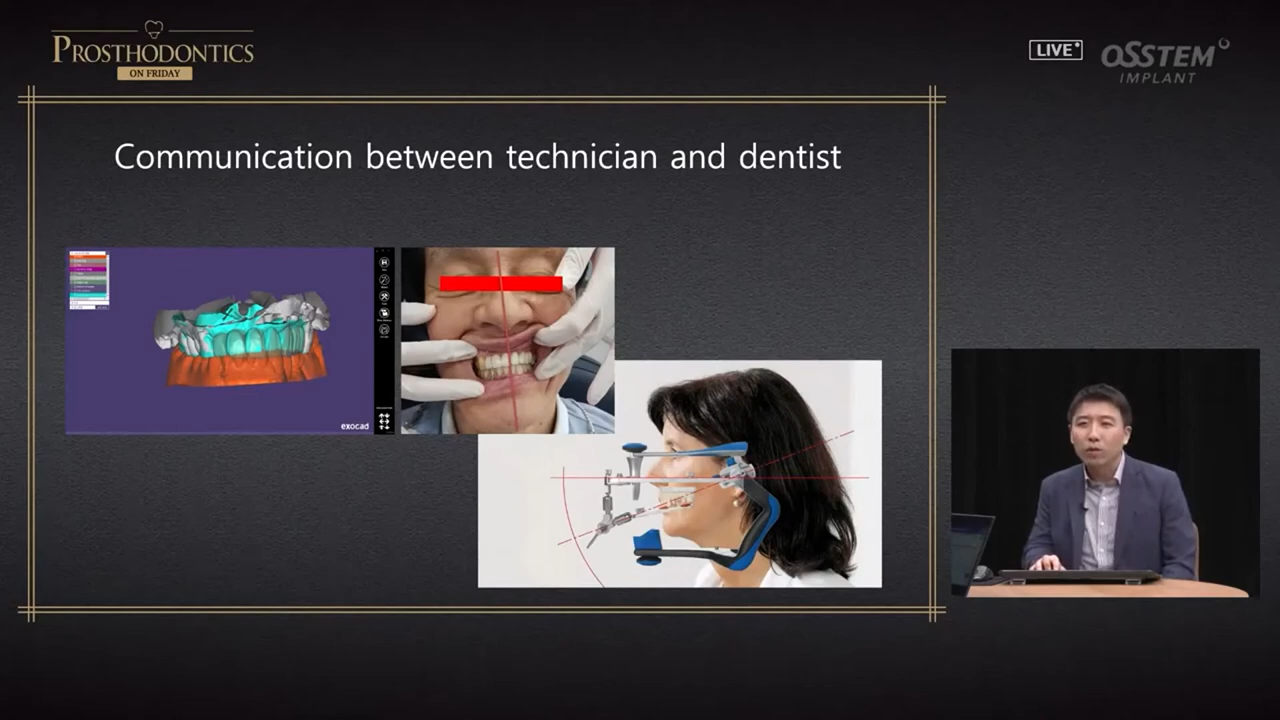 PROSTHODONTICS
ON FRIDAY
LIVE
OSSTEM
IMPLANT
Communication between technician and dentist
exocad